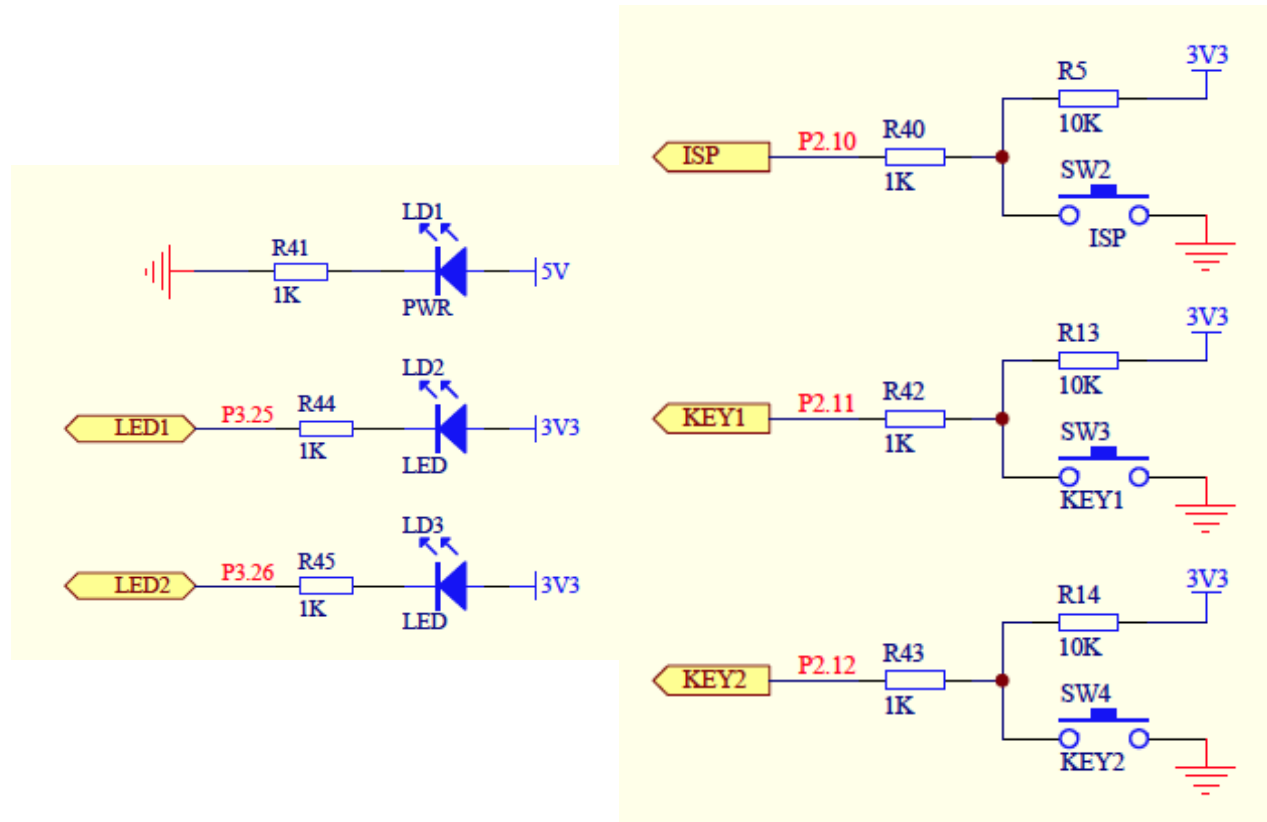 LD1
R41
5V
1K
PWR
LD2
LED1
P3.25
R44
3V3
1K
LED
LD3
LED2
P3.26
R45
3V3
1K
LED
3V3
R5
ISP
P2.10
R40
10K
1K
SW2
ISP
3V3
R13
KEY1
P2.11
R42
10K
1K
SW3
KEY1
3V3
R14
KEY2
P2.12
R43
10K
1K
SW4
KEY2